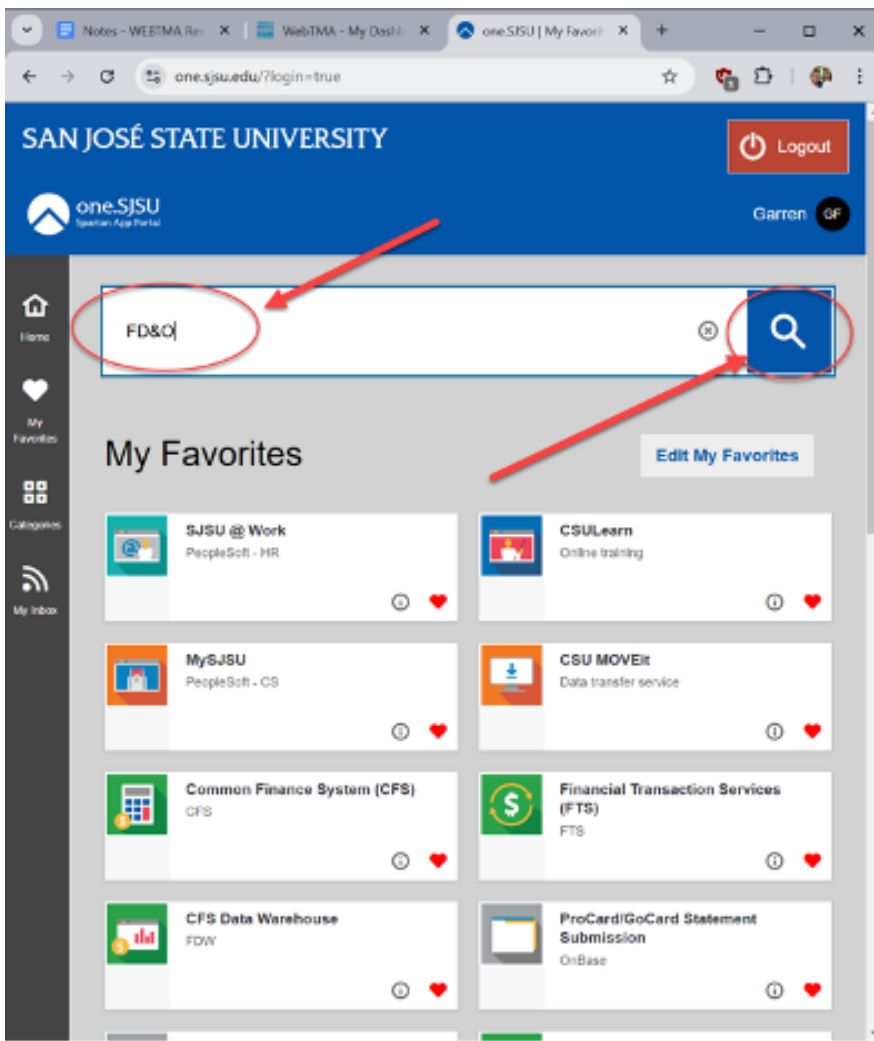 Notes - WEBTMA Rev
WebTMA - My Dashb
one.SJSU | My Favorit
one.sjsu.edu/?login=true
SAN JOSÉ STATE UNIVERSITY
Logout
one.SJSU
Spartan App Portal
Garren GF
Home
FD&O
My
Favorites
My Favorites
Edit My Favorites
Categories
My Inbox
SJSU @ Work
PeopleSoft - HR
CSULearn
Online training
MySJSU
PeopleSoft - CS
CSU MOVEit
Data transfer service
Common Finance System (CFS)
CFS
Financial Transaction Services
(FTS)
FTS
CFS Data Warehouse
FDW
ProCard/GoCard Statement
Submission
OnBase